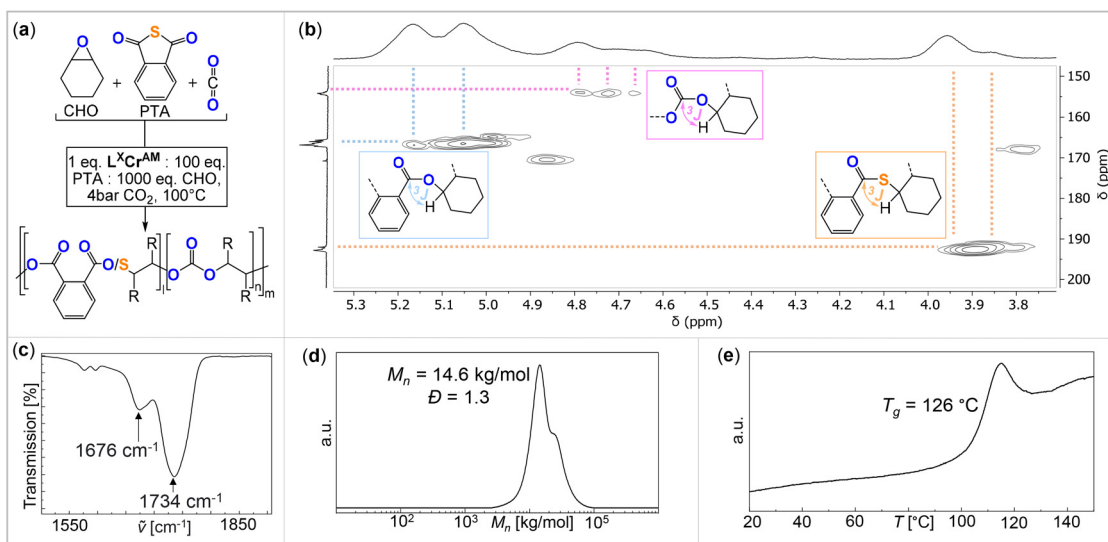 (a)
O
CHO
+
O S O
PTA
+
O C O
1 eq. LˣCrᴬᴹ : 100 eq.
PTA : 1000 eq. CHO,
4bar CO₂, 100°C
O O O O/S R R l O O O R R n m
(b)
O O O 3 J H
O O 3 J H
O S 3 J H
150
160
170
180
190
200
δ (ppm)
5.3 5.2 5.1 5.0 4.9 4.8 4.7 4.6 4.5 4.4 4.3 4.2 4.1 4.0 3.9 3.8
δ (ppm)
(c)
Transmission [%]
1676 cm⁻¹
1734 cm⁻¹
1550 ṽ [cm⁻¹] 1850
(d)
Mn = 14.6 kg/mol
Đ = 1.3
a.u.
10² 10³ Mn [kg/mol] 10⁵
(e)
Tg = 126 °C
a.u.
20 40 60 T [°C] 100 120 140